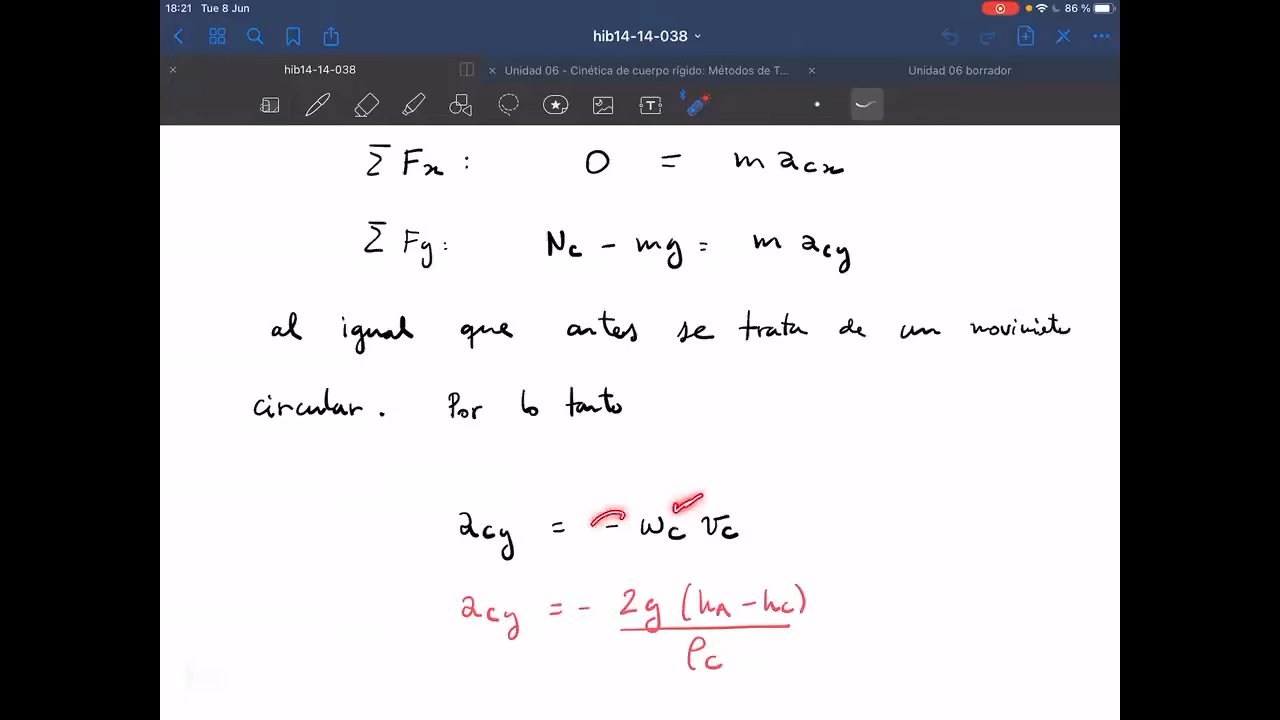 18:21 Tue 8 Jun
86 %
hib14-14-038
hib14-14-038
Unidad 06 - Cinética de cuerpo rígido: Métodos de T...
Unidad 06 borrador
Σ Fx : 0 = m acx
Σ Fy : Nc - mg = m acy
al igual que antes se trata de un movimiento
circular. Por lo tanto
acy = - ωc vc
acy = - 2g (hA - hc)
ρc